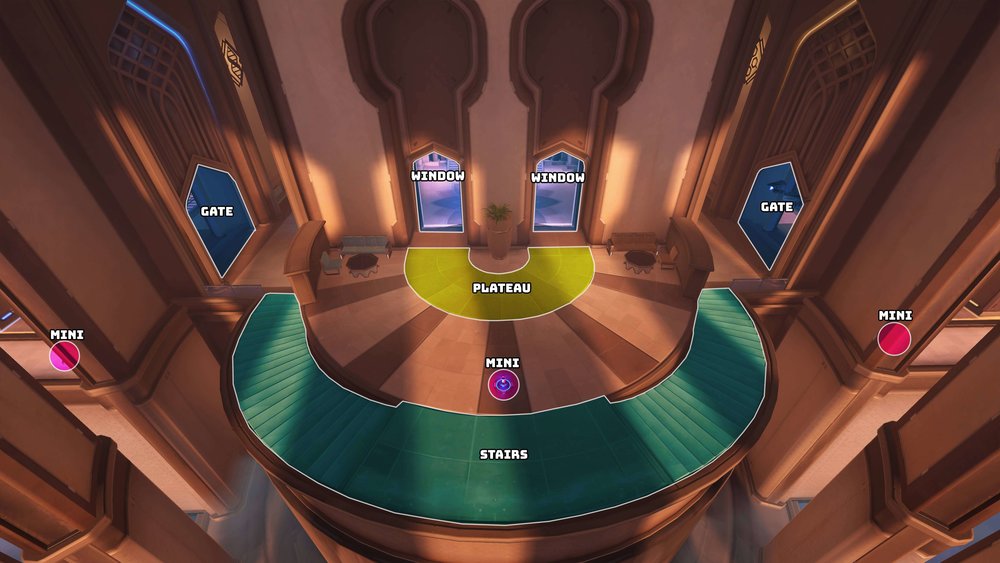 WINDOW
WINDOW
GATE
GATE
PLATEAU
MINI
MINI
MINI
STAIRS